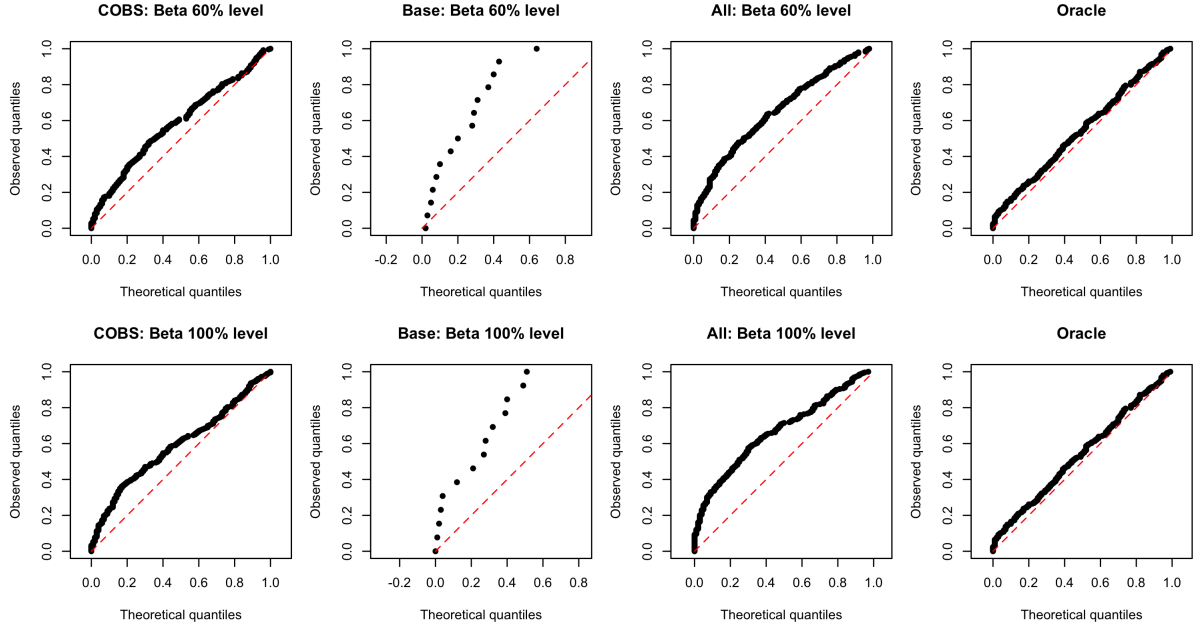 COBS: Beta 60% level
Base: Beta 60% level
All: Beta 60% level
Oracle
Observed quantiles
0.0 0.2 0.4 0.6 0.8 1.0
Observed quantiles
0.0 0.2 0.4 0.6 0.8 1.0
Observed quantiles
0.0 0.2 0.4 0.6 0.8 1.0
Observed quantiles
0.0 0.2 0.4 0.6 0.8 1.0
0.0 0.2 0.4 0.6 0.8 1.0
-0.2 0.0 0.2 0.4 0.6 0.8
0.0 0.2 0.4 0.6 0.8 1.0
0.0 0.2 0.4 0.6 0.8 1.0
Theoretical quantiles
Theoretical quantiles
Theoretical quantiles
Theoretical quantiles
COBS: Beta 100% level
Base: Beta 100% level
All: Beta 100% level
Oracle
Observed quantiles
0.0 0.2 0.4 0.6 0.8 1.0
Observed quantiles
0.0 0.2 0.4 0.6 0.8 1.0
Observed quantiles
0.0 0.2 0.4 0.6 0.8 1.0
Observed quantiles
0.0 0.2 0.4 0.6 0.8 1.0
0.0 0.2 0.4 0.6 0.8 1.0
-0.2 0.0 0.2 0.4 0.6 0.8
0.0 0.2 0.4 0.6 0.8 1.0
0.0 0.2 0.4 0.6 0.8 1.0
Theoretical quantiles
Theoretical quantiles
Theoretical quantiles
Theoretical quantiles